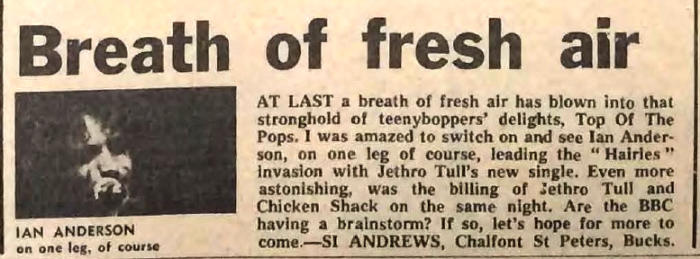 Breath of fresh air
AT LAST a breath of fresh air has blown into that
stronghold of teenyboppers' delights, Top Of The
Pops. I was amazed to switch on and see Ian Ander-
son, on one leg of course, leading the "Hairies"
invasion with Jethro Tull's new single. Even more
astonishing, was the billing of Jethro Tull and
Chicken Shack on the same night. Are the BBC
having a brainstorm? If so, let's hope for more to
come.—SI ANDREWS, Chalfont St Peters, Bucks.
IAN ANDERSON
on one leg, of course